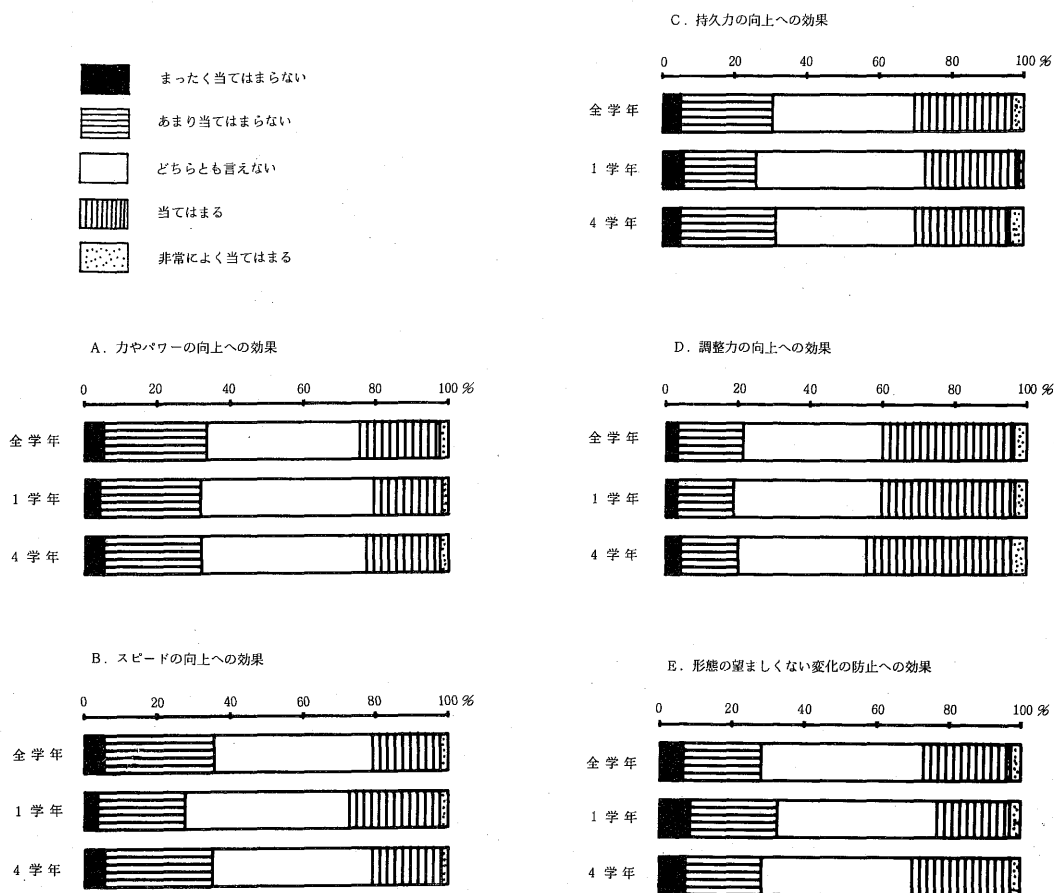 まったく当てはまらない
あまり当てはまらない
どちらとも言えない
当てはまる
非常によく当てはまる
A. 力やパワーの向上への効果
0 20 40 60 80 100 %
全学年
1学年
4学年
B. スピードの向上への効果
0 20 40 60 80 100 %
全学年
1学年
4学年
C. 持久力の向上への効果
0 20 40 60 80 100 %
全学年
1学年
4学年
D. 調整力の向上への効果
0 20 40 60 80 100 %
全学年
1学年
4学年
E. 形態の望ましくない変化の防止への効果
0 20 40 60 80 100 %
全学年
1学年
4学年